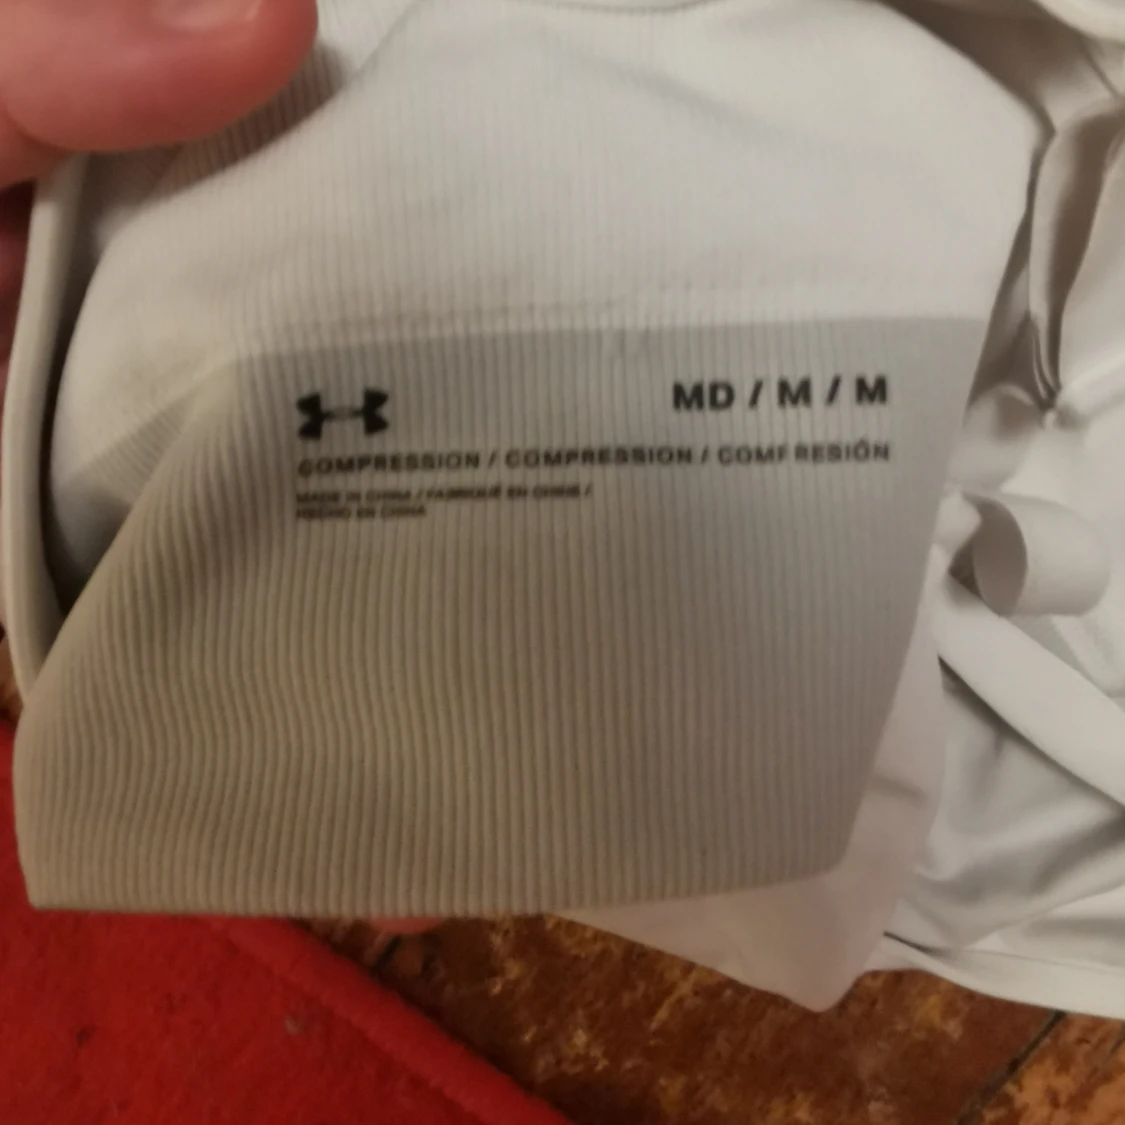 MD / M / M
COMPRESSION / COMPRESSION / COMPRESIÓN
MADE IN CHINA / FABRIQUÉ EN CHINE /
HECHO EN CHINA